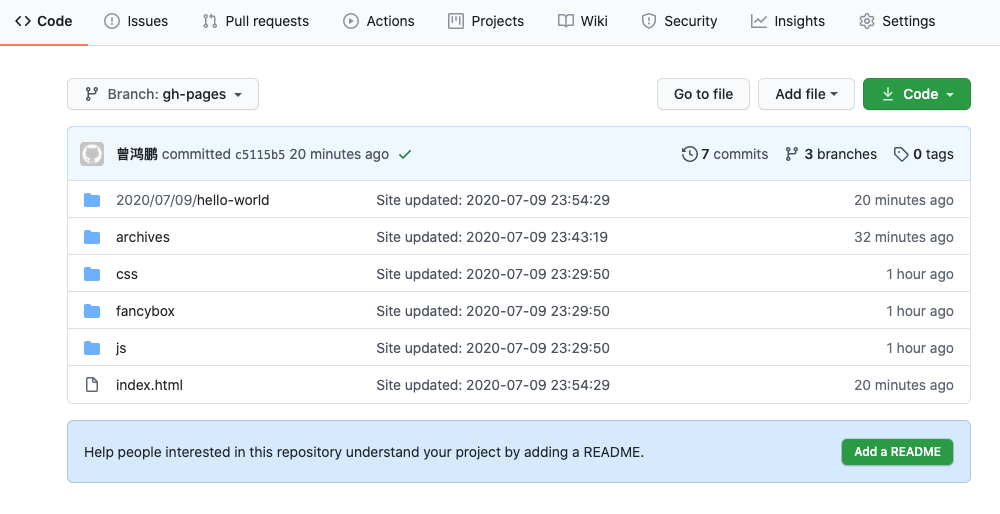 Code Issues Pull requests Actions Projects Wiki Security Insights Settings
Branch: gh-pages Go to file Add file Code
曾鸿鹏 committed c5115b5 20 minutes ago 7 commits 3 branches 0 tags
2020/07/09/hello-world Site updated: 2020-07-09 23:54:29 20 minutes ago
archives Site updated: 2020-07-09 23:43:19 32 minutes ago
css Site updated: 2020-07-09 23:29:50 1 hour ago
fancybox Site updated: 2020-07-09 23:29:50 1 hour ago
js Site updated: 2020-07-09 23:29:50 1 hour ago
index.html Site updated: 2020-07-09 23:54:29 20 minutes ago
Help people interested in this repository understand your project by adding a README. Add a README